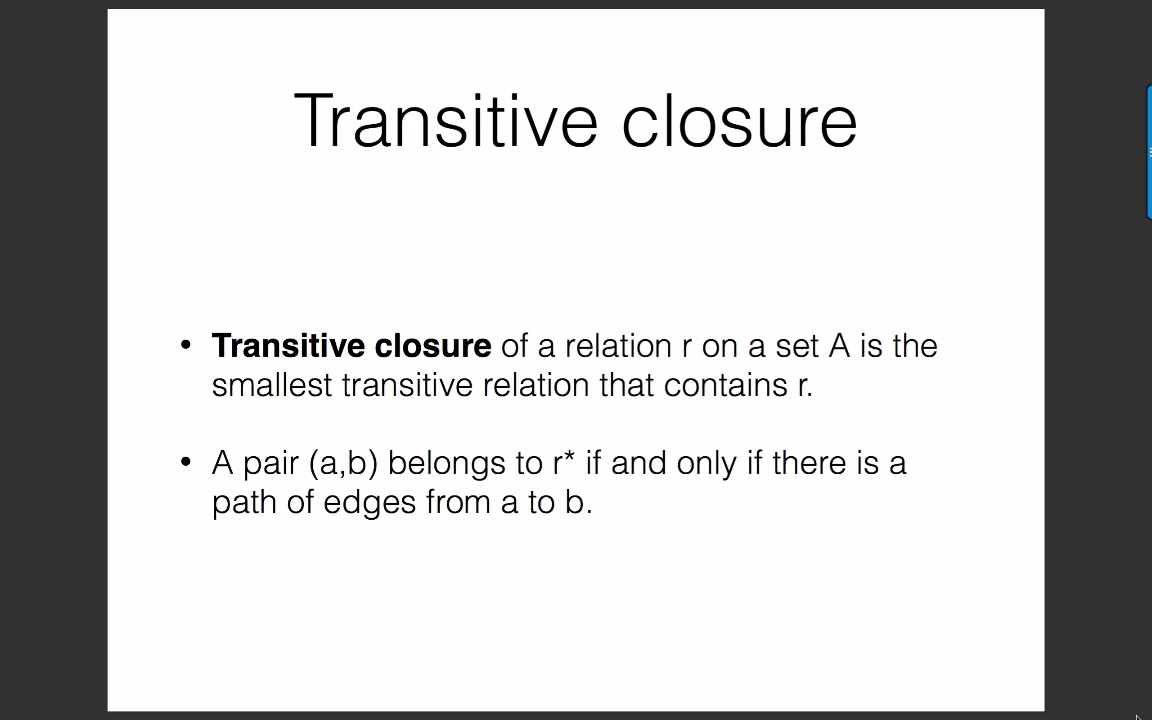 Transitive closure
• Transitive closure of a relation r on a set A is the
smallest transitive relation that contains r.
• A pair (a,b) belongs to r* if and only if there is a
path of edges from a to b.